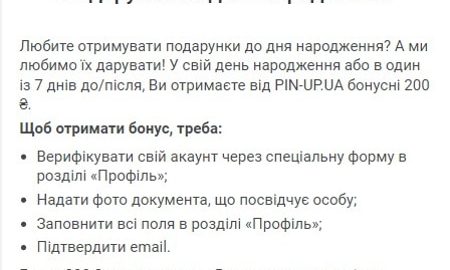 Любите отримувати подарунки до дня народження? А ми
любимо їх дарувати! У свій день народження або в один
із 7 днів до/після, Ви отримаєте від PIN-UP.UA бонусні 200
₴.
Щоб отримати бонус, треба:
• Верифікувати свій акаунт через спеціальну форму в
розділі «Профіль»;
• Надати фото документа, що посвідчує особу;
• Заповнити всі поля в розділі «Профіль»;
• Підтвердити email.